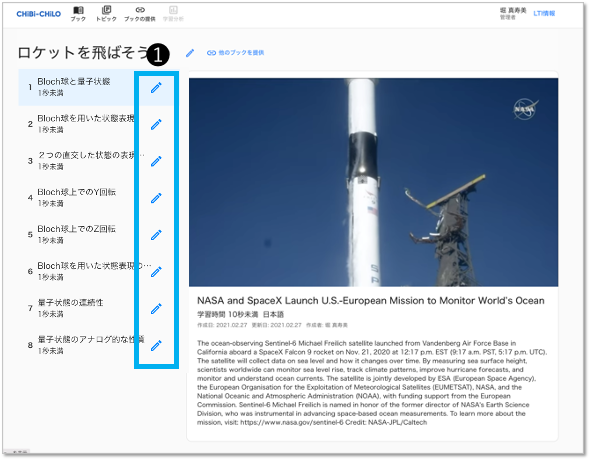 CHiBi-CHiLO
ブック
トピック
ブックの提供
学習分析
堀 真寿美
管理者
LTI情報
ロケットを飛ばそう
❶
他のブックを提供
1 Bloch球と量子状態
1秒未満
2 Bloch球を用いた状態表現
1秒未満
3 2つの直交した状態の表現…
1秒未満
4 Bloch球上でのY回転
1秒未満
5 Bloch球上でのZ回転
1秒未満
6 Bloch球を用いた状態表現の…
1秒未満
7 量子状態の連続性
1秒未満
8 量子状態のアナログ的な性質
1秒未満
NASA
NASA and SpaceX Launch U.S.-European Mission to Monitor World's Ocean
学習時間 10秒未満 日本語
作成日: 2021.02.27 更新日: 2021.02.27 作成者: 堀 真寿美
The ocean-observing Sentinel-6 Michael Freilich satellite launched from Vandenberg Air Force Base in
California aboard a SpaceX Falcon 9 rocket on Nov. 21, 2020 at 12:17 p.m. EST (9:17 a.m. PST, 5:17 p.m. UTC).
The satellite will collect data on sea level and how it changes over time. By measuring sea surface height,
scientists worldwide can monitor sea level rise, track climate patterns, improve hurricane forecasts, and
monitor and understand ocean currents. The satellite is jointly developed by ESA (European Space Agency),
the European Organisation for the Exploitation of Meteorological Satellites (EUMETSAT), NASA, and the
National Oceanic and Atmospheric Administration (NOAA), with funding support from the European
Commission. Sentinel-6 Michael Freilich is named in honor of the former director of NASA's Earth Science
Division, who was instrumental in advancing space-based ocean measurements. To learn more about the
mission, visit: https://www.nasa.gov/sentinel-6 Credit: NASA-JPL/Caltech